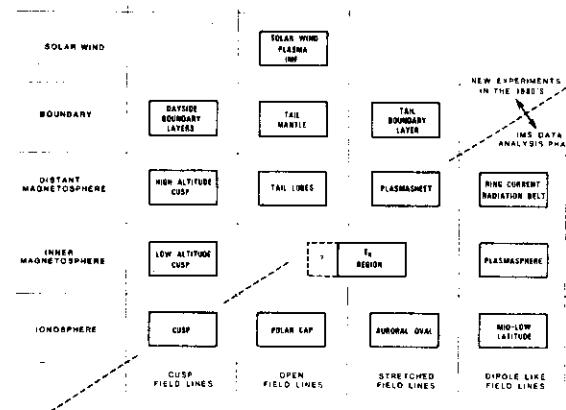 SOLAR WIND
SOLAR WIND
PLASMA
IMF
NEW EXPERIMENTS
IN THE 1980'S
IMS DATA
ANALYSIS PHA
BOUNDARY
DAYSIDE
BOUNDARY
LAYERS
TAIL
MANTLE
TAIL
BOUNDARY
LAYER
DISTANT
MAGNETOSPHERE
HIGH ALTITUDE
CUSP
TAIL LOBES
PLASMASHEET
RING CURRENT
RADIATION BELT
INNER
MAGNETOSPHERE
LOW ALTITUDE
CUSP
?
REGION
PLASMASPHERE
IONOSPHERE
CUSP
POLAR CAP
AURORAL OVAL
MID-LOW
LATITUDE
CUSP
FIELD LINES
OPEN
FIELD LINES
STRETCHED
FIELD LINES
DIPOLE LIKE
FIELD LINES